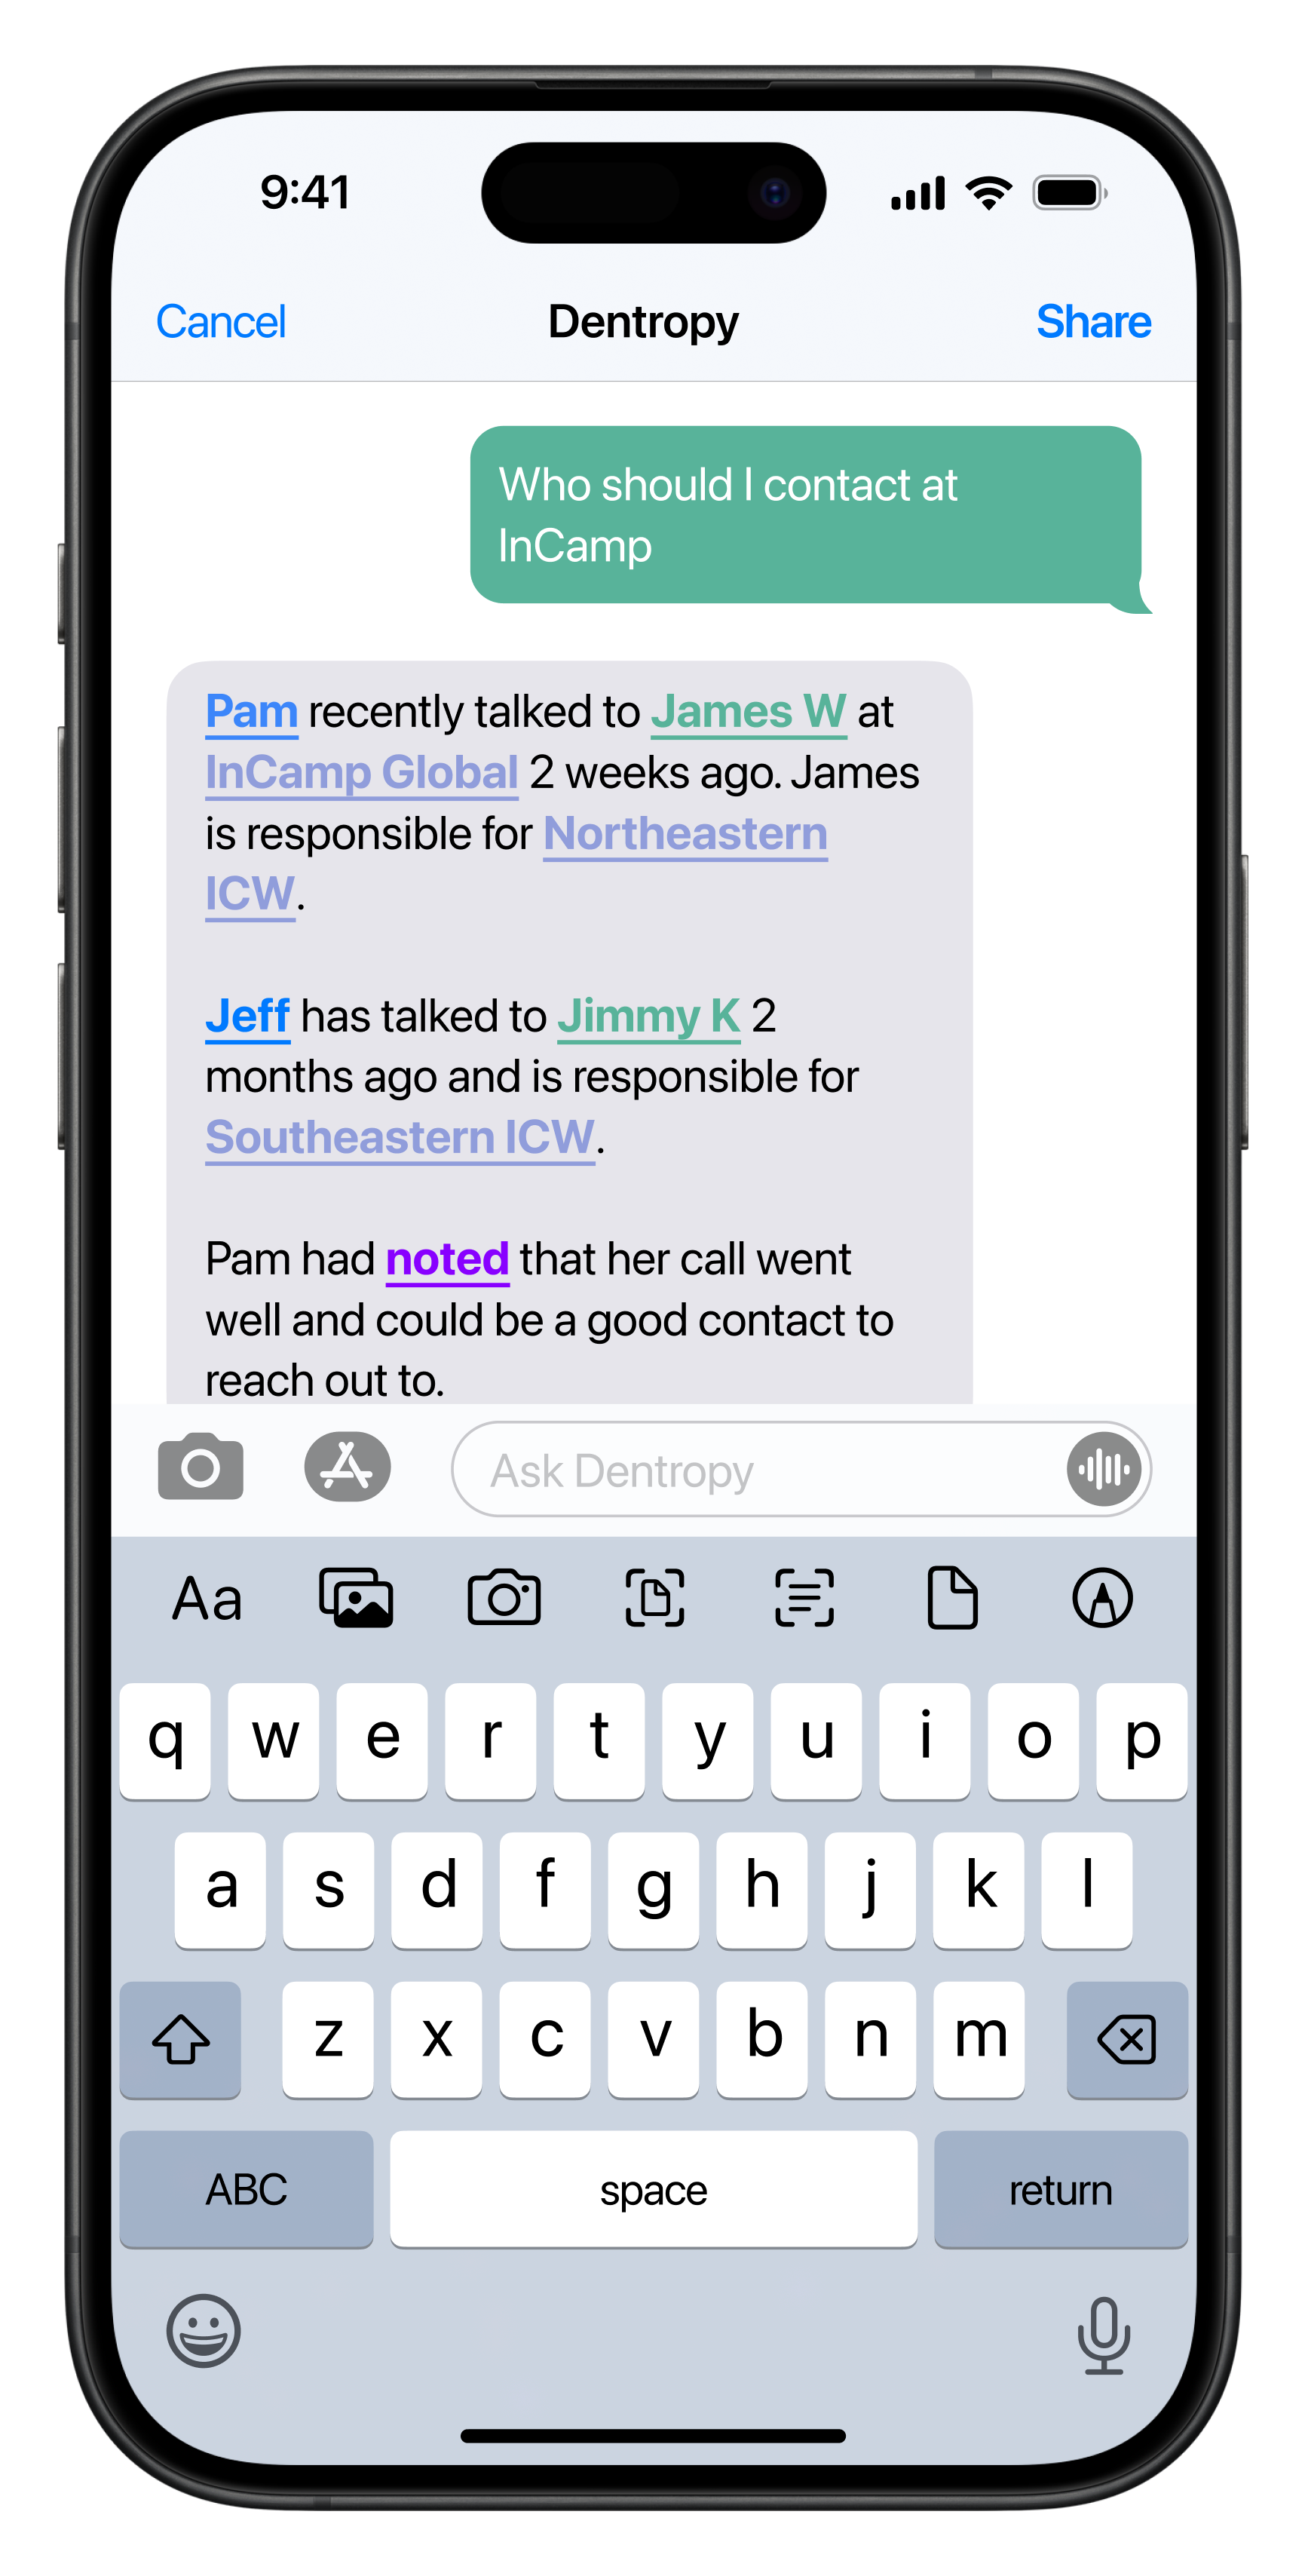 9:41
Cancel Dentropy Share
Who should I contact at
InCamp
Pam recently talked to James W at
InCamp Global 2 weeks ago. James
is responsible for Northeastern
ICW.
Jeff has talked to Jimmy K 2
months ago and is responsible for
Southeastern ICW.
Pam had noted that her call went
well and could be a good contact to
reach out to.
Ask Dentropy
Aa
q w e r t y u i o p
a s d f g h j k l
z x c v b n m
ABC space return